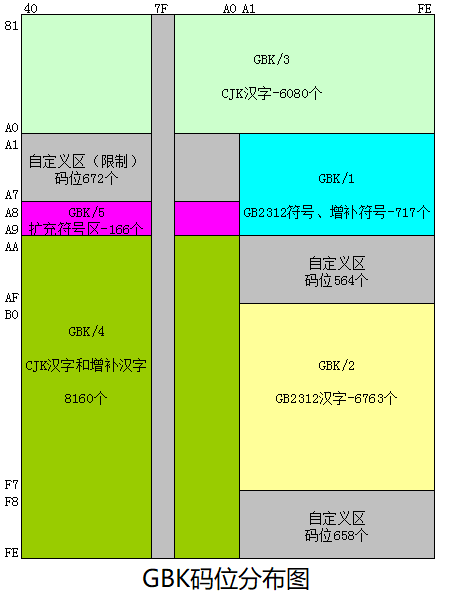 40 7F A0 A1 FE
81
GBK/3
CJK汉字-6080个
A0
A1
自定义区（限制）
码位672个
GBK/1
A7
A8
GBK/5
GB2312符号、增补符号-717个
扩充符号区-166个
A9
AA
自定义区
码位564个
AF
B0
GBK/4
CJK汉字和增补汉字
8160个
GBK/2
GB2312汉字-6763个
F7
F8
自定义区
码位658个
FE
GBK码位分布图